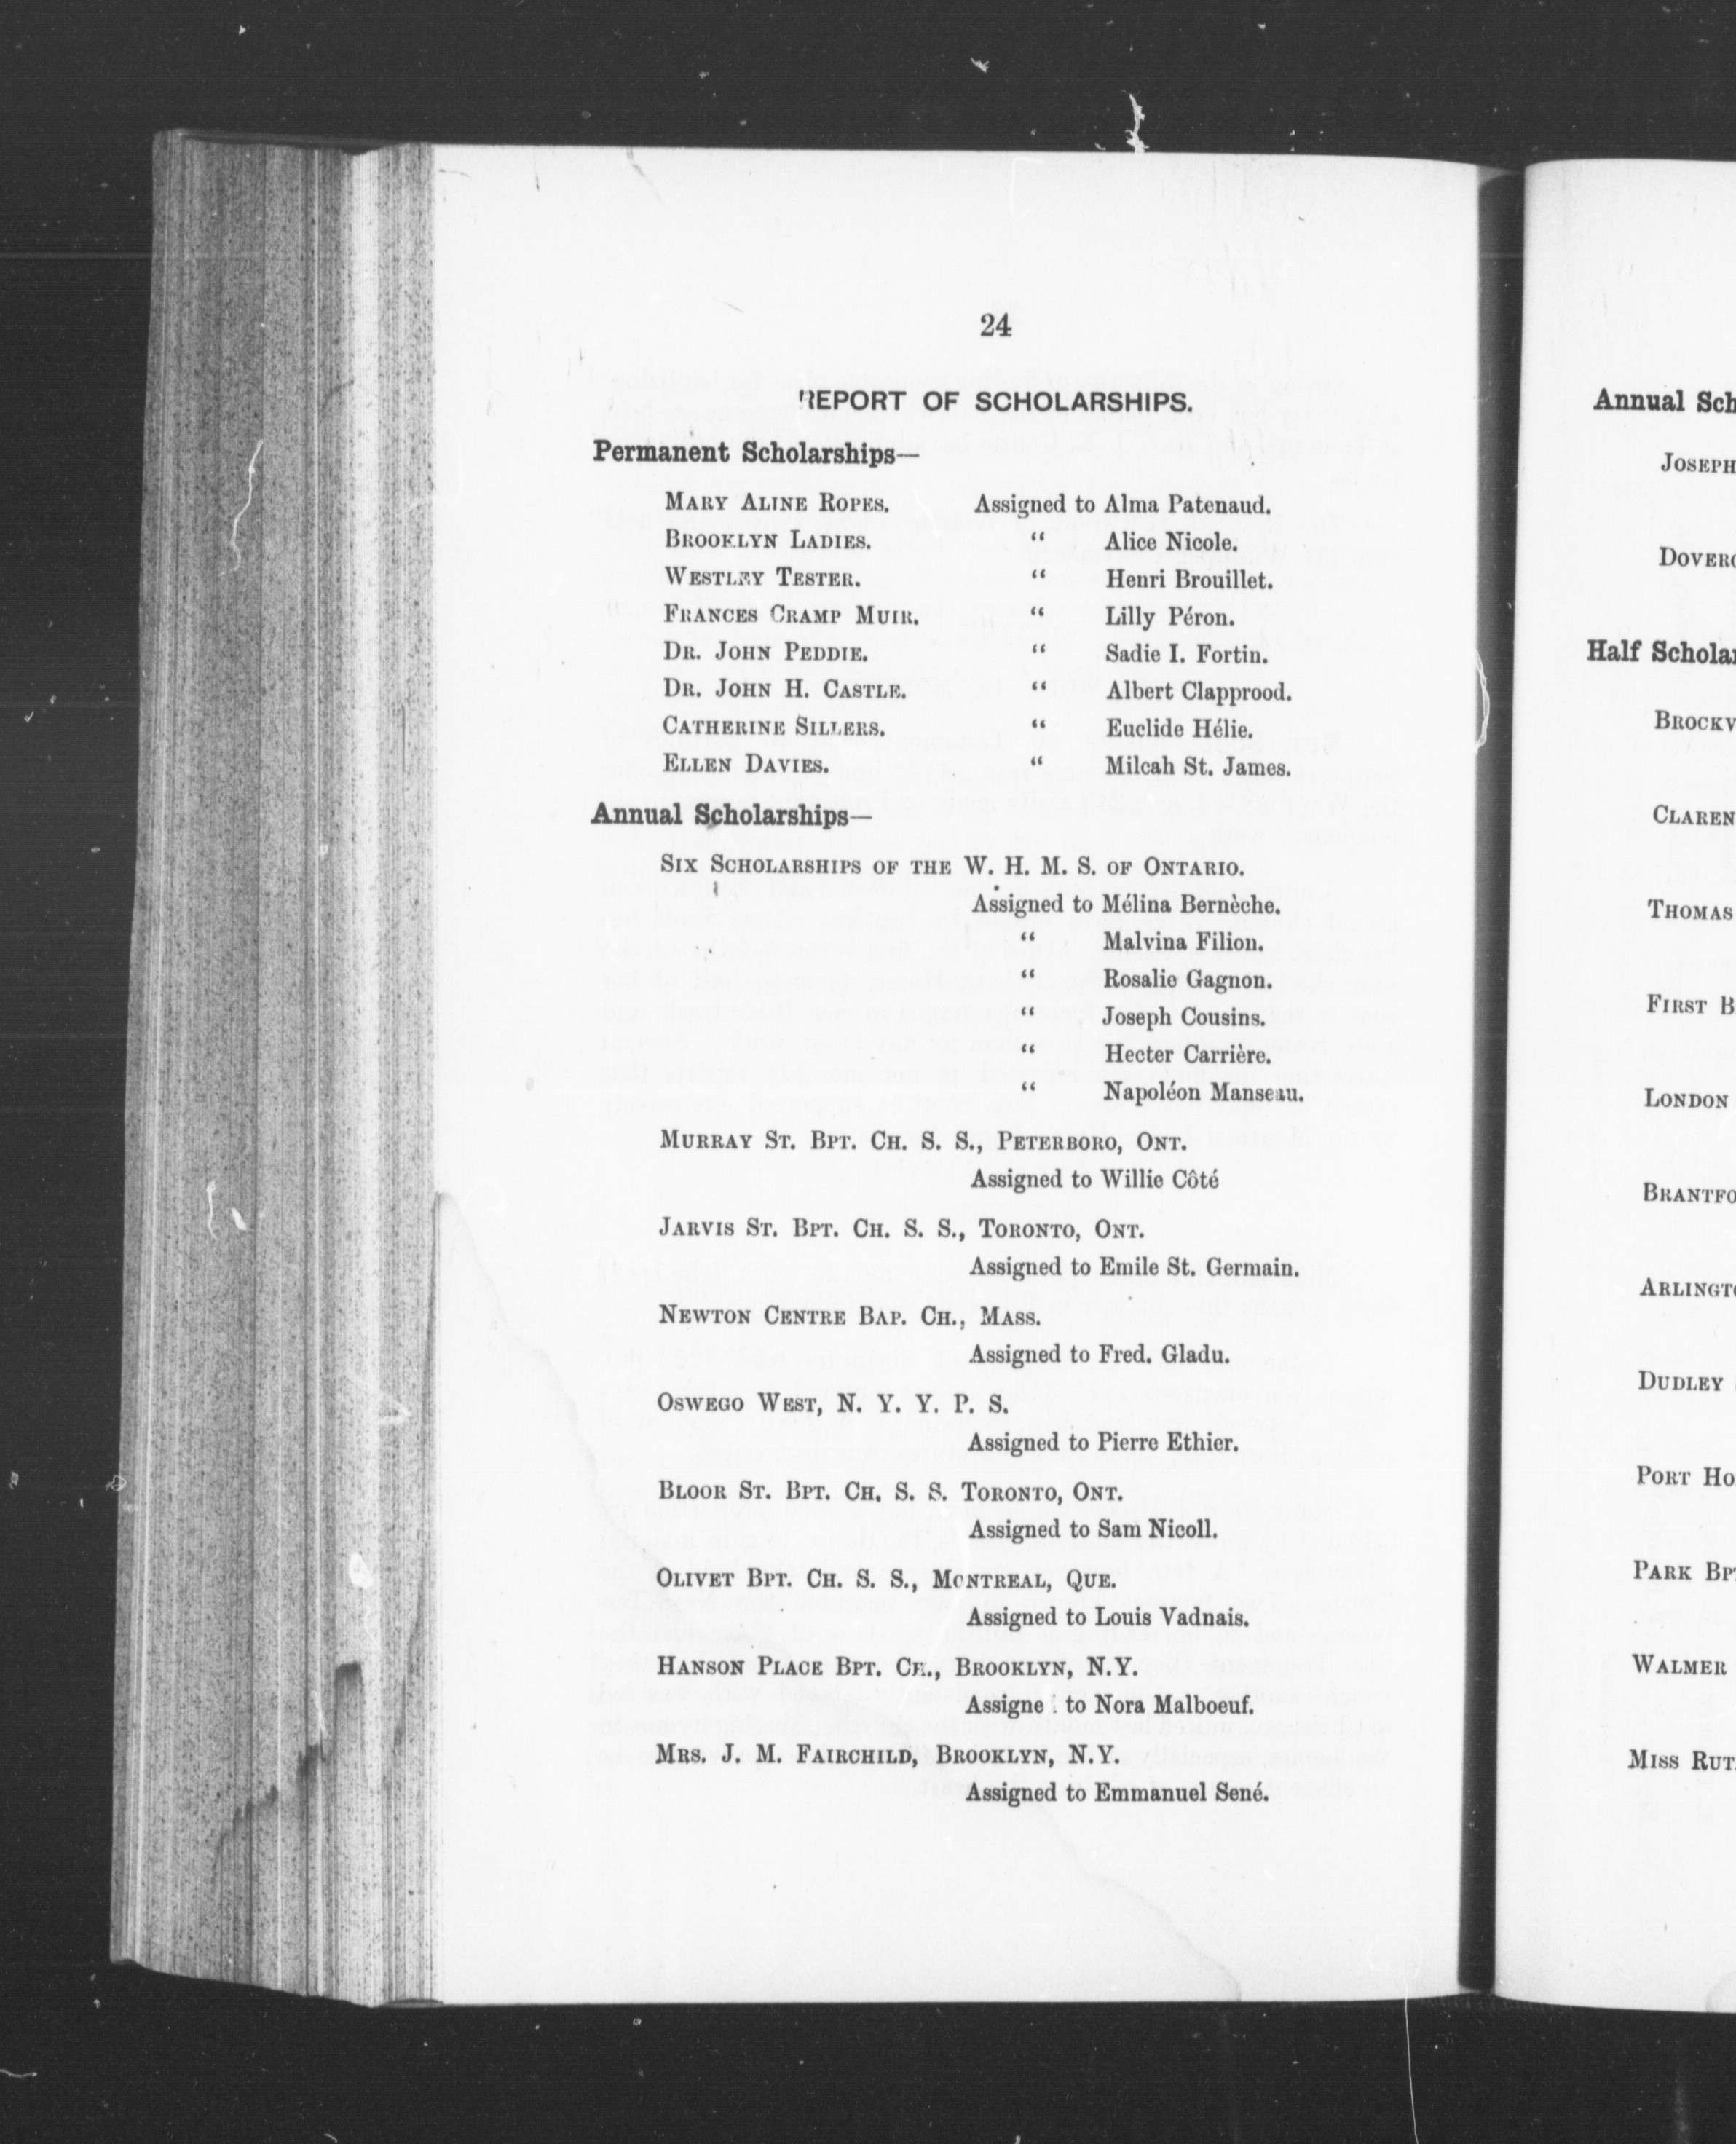 24
REPORT OF SCHOLARSHIPS.
Permanent Scholarships—
MARY ALINE ROPES. Assigned to Alma Patenaud.
BROOKLYN LADIES. “ Alice Nicole.
WESTLEY TESTER. “ Henri Brouillet.
FRANCES CRAMP MUIR. “ Lilly Péron.
DR. JOHN PEDDIE. “ Sadie I. Fortin.
DR. JOHN H. CASTLE. “ Albert Clapprood.
CATHERINE SILLERS. “ Euclide Hélie.
ELLEN DAVIES. “ Milcah St. James.
Annual Scholarships—
SIX SCHOLARSHIPS OF THE W. H. M. S. OF ONTARIO.
Assigned to Mélina Bernèche.
“ Malvina Filion.
“ Rosalie Gagnon.
“ Joseph Cousins.
“ Hecter Carrière.
“ Napoléon Manseau.
MURRAY ST. BPT. CH. S. S., PETERBORO, ONT.
Assigned to Willie Côté
JARVIS ST. BPT. CH. S. S., TORONTO, ONT.
Assigned to Emile St. Germain.
NEWTON CENTRE BAP. CH., MASS.
Assigned to Fred. Gladu.
OSWEGO WEST, N. Y. Y. P. S.
Assigned to Pierre Ethier.
BLOOR ST. BPT. CH. S. S. TORONTO, ONT.
Assigned to Sam Nicoll.
OLIVET BPT. CH. S. S., MONTREAL, QUE.
Assigned to Louis Vadnais.
HANSON PLACE BPT. CH., BROOKLYN, N.Y.
Assigne to Nora Malboeuf.
MRS. J. M. FAIRCHILD, BROOKLYN, N.Y.
Assigned to Emmanuel Sené.
Annual Sch
JOSEPH
DOVERC
Half Scholar
BROCKV
CLAREN
THOMAS
FIRST B
LONDON
BRANTFO
ARLINGTO
DUDLEY
PORT HO
PARK BPT
WALMER
MISS RUT